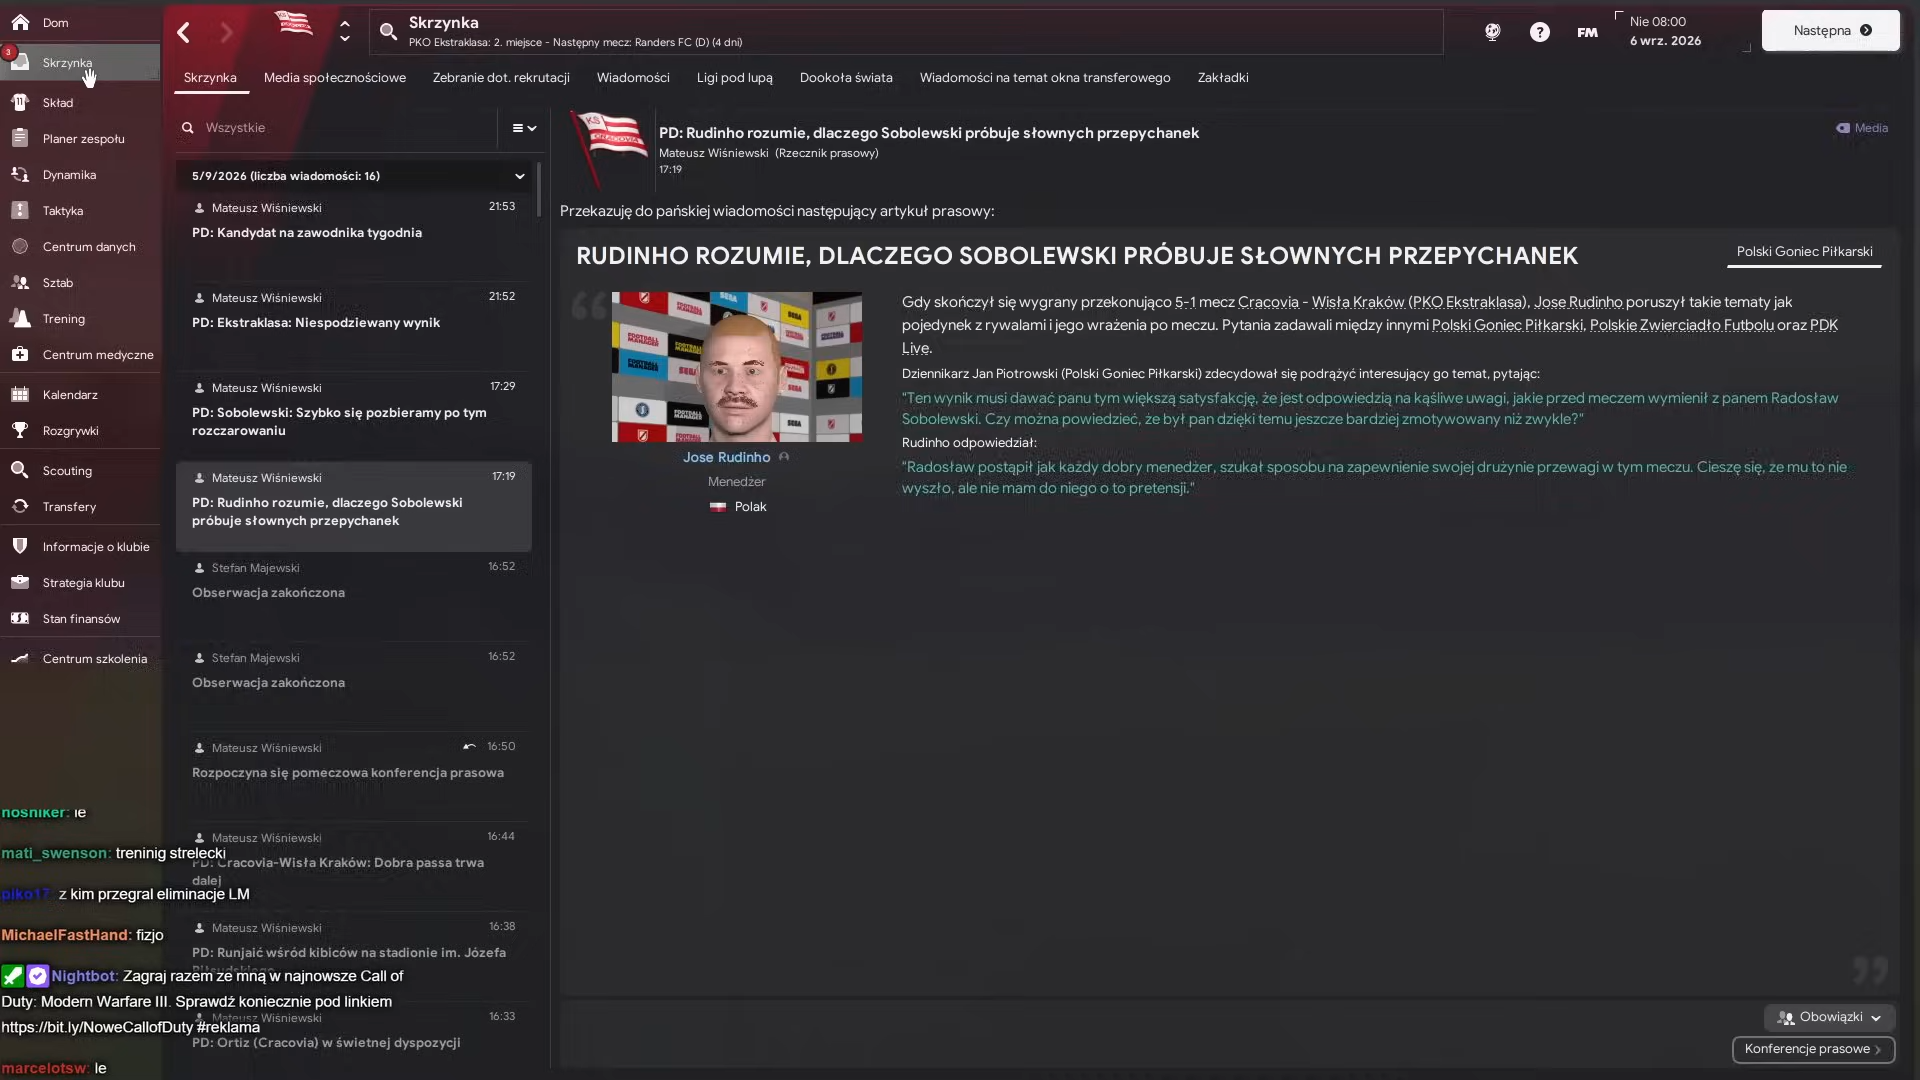 Dom
3
Skrzynka
Skład
Planer zespołu
Dynamika
Taktyka
Centrum danych
Sztab
Trening
Centrum medyczne
Kalendarz
Rozgrywki
Scouting
Transfery
Informacje o klubie
Strategia klubu
Stan finansów
Centrum szkolenia
Skrzynka
PKO Ekstraklasa: 2. miejsce - Następny mecz: Randers FC (D) (4 dni)
FM
Nie 08:00
6 wrz. 2026
Następna
Skrzynka
Media społecznościowe
Zebranie dot. rekrutacji
Wiadomości
Ligi pod lupą
Dookoła świata
Wiadomości na temat okna transferowego
Zakładki
Wszystkie
5/9/2026 (liczba wiadomości: 16)
Mateusz Wiśniewski 21:53
PD: Kandydat na zawodnika tygodnia
Mateusz Wiśniewski 21:52
PD: Ekstraklasa: Niespodziewany wynik
Mateusz Wiśniewski 17:29
PD: Sobolewski: Szybko się pozbieramy po tym
rozczarowaniu
Mateusz Wiśniewski 17:19
PD: Rudinho rozumie, dlaczego Sobolewski
próbuje słownych przepychanek
Stefan Majewski 16:52
Obserwacja zakończona
Stefan Majewski 16:52
Obserwacja zakończona
Mateusz Wiśniewski 16:50
Rozpoczyna się pomeczowa konferencja prasowa
Mateusz Wiśniewski 16:44
PD: Cracovia-Wisła Kraków: Dobra passa trwa
dalej
Mateusz Wiśniewski 16:38
PD: Runjaić wśród kibiców na stadionie im. Józefa
Mateusz Wiśniewski 16:33
PD: Ortiz (Cracovia) w świetnej dyspozycji
KS
CRACOVIA
PD: Rudinho rozumie, dlaczego Sobolewski próbuje słownych przepychanek
Mateusz Wiśniewski (Rzecznik prasowy)
17:19
Media
Przekazuję do pańskiej wiadomości następujący artykuł prasowy:
RUDINHO ROZUMIE, DLACZEGO SOBOLEWSKI PRÓBUJE SŁOWNYCH PRZEPYCHANEK
Polski Goniec Piłkarski
Jose Rudinho
Menedżer
Polak
Gdy skończył się wygrany przekonująco 5-1 mecz Cracovia - Wisła Kraków (PKO Ekstraklasa), Jose Rudinho poruszył takie tematy jak
pojedynek z rywalami i jego wrażenia po meczu. Pytania zadawali między innymi Polski Goniec Piłkarski, Polskie Zwierciadło Futbolu oraz PDK
Live.
Dziennikarz Jan Piotrowski (Polski Goniec Piłkarski) zdecydował się podrążyć interesujący go temat, pytając:
"Ten wynik musi dawać panu tym większą satysfakcję, że jest odpowiedzią na kąśliwe uwagi, jakie przed meczem wymienił z panem Radosław
Sobolewski. Czy można powiedzieć, że był pan dzięki temu jeszcze bardziej zmotywowany niż zwykle?"
Rudinho odpowiedział:
"Radosław postąpił jak każdy dobry menedżer, szukał sposobu na zapewnienie swojej drużynie przewagi w tym meczu. Cieszę się, że mu to nie
wyszło, ale nie mam do niego o to pretensji."
Obowiązki
Konferencje prasowe
noshiker: le
mati_swenson: treninig strelecki
piko17: z kim przegral eliminacje LM
MichaelFastHand: fizjo
Nightbot: Zagraj razem ze mną w najnowsze Call of
Duty: Modern Warfare III. Sprawdź koniecznie pod linkiem
https://bit.ly/NoweCallofDuty #reklama
marcelotsw: le